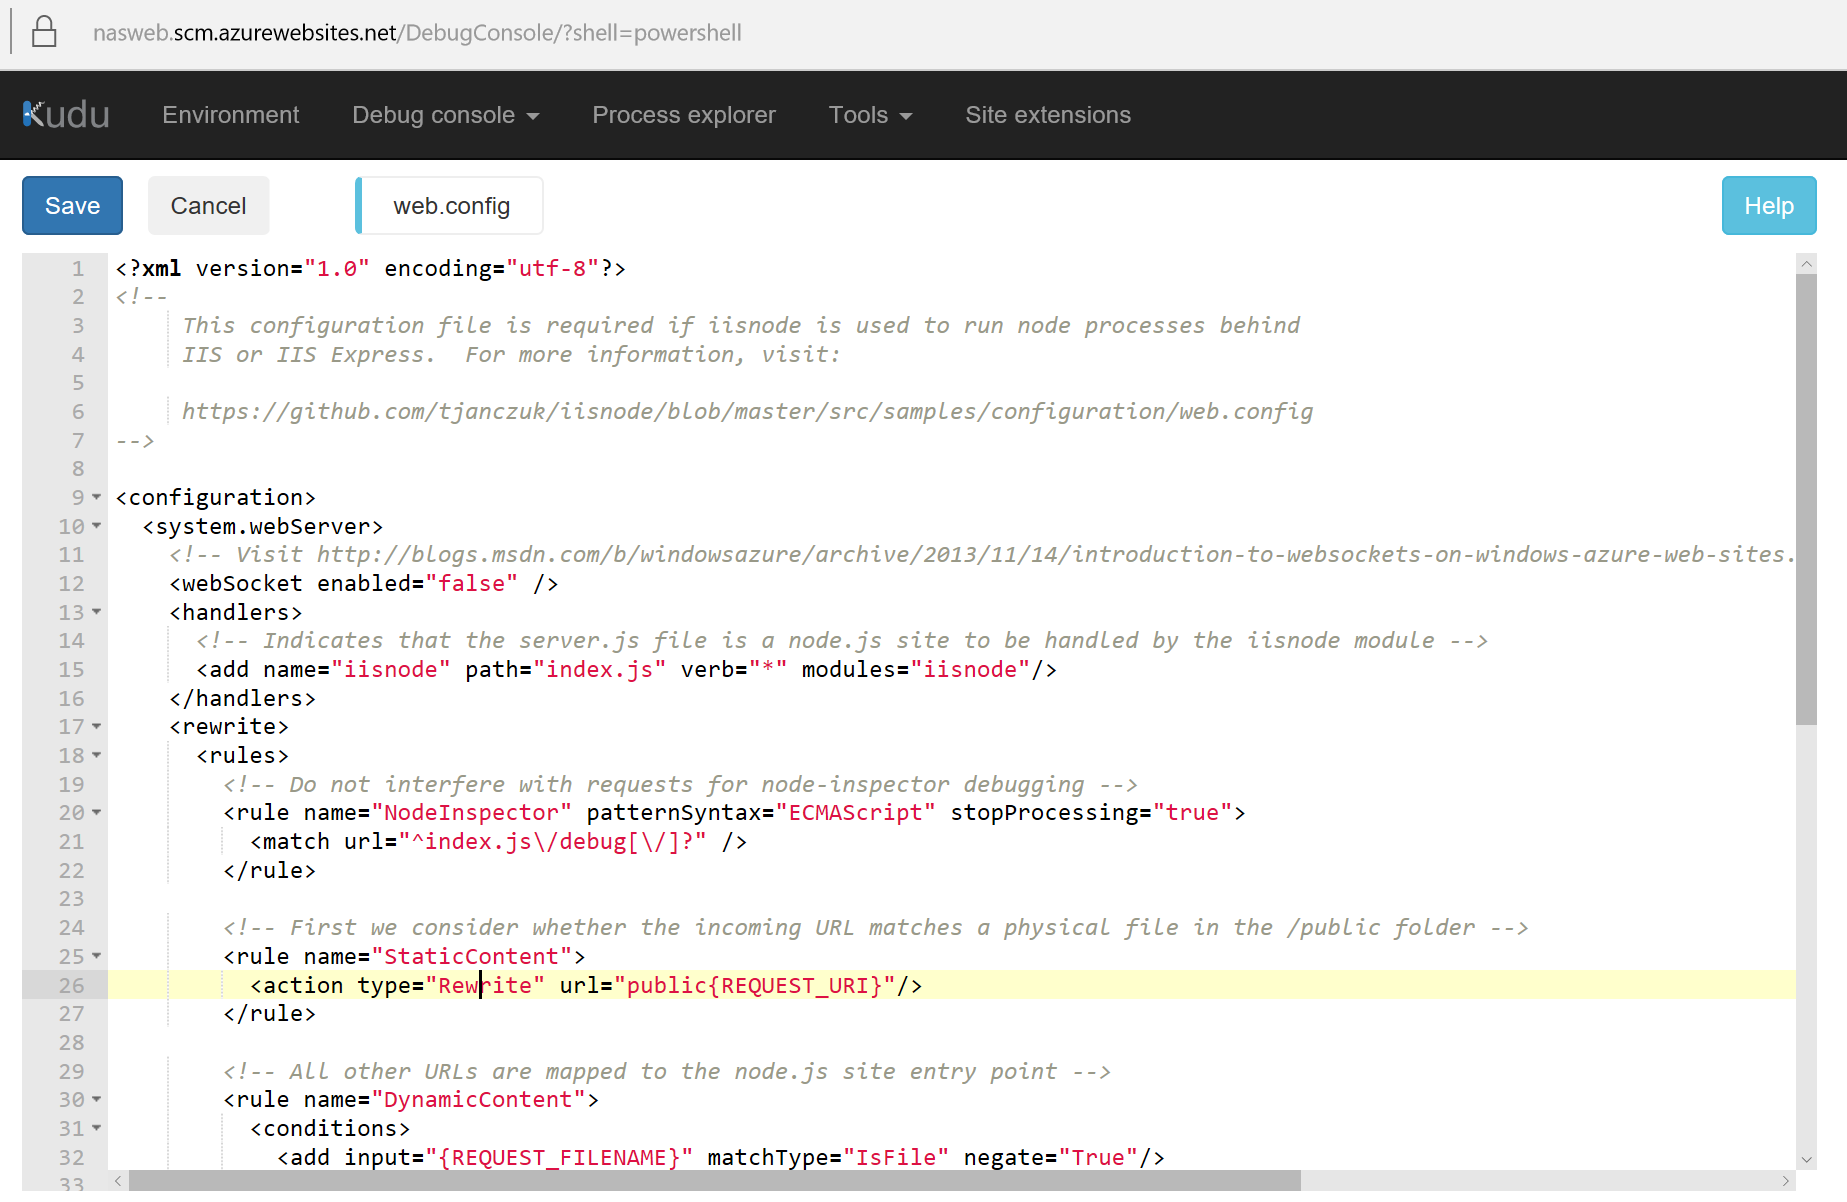 nasweb.scm.azurewebsites.net/DebugConsole/?shell=powershell
Kudu Environment Debug console Process explorer Tools Site extensions
Save Cancel web.config Help
1 <?xml version="1.0" encoding="utf-8"?>
2 <!--
3 This configuration file is required if iisnode is used to run node processes behind
4 IIS or IIS Express.  For more information, visit:
5
6 https://github.com/tjanczuk/iisnode/blob/master/src/samples/configuration/web.config
7 -->
8
9 <configuration>
10 <system.webServer>
11 <!-- Visit http://blogs.msdn.com/b/windowsazure/archive/2013/11/14/introduction-to-websockets-on-windows-azure-web-sites.
12 <webSocket enabled="false" />
13 <handlers>
14 <!-- Indicates that the server.js file is a node.js site to be handled by the iisnode module -->
15 <add name="iisnode" path="index.js" verb="*" modules="iisnode"/>
16 </handlers>
17 <rewrite>
18 <rules>
19 <!-- Do not interfere with requests for node-inspector debugging -->
20 <rule name="NodeInspector" patternSyntax="ECMAScript" stopProcessing="true">
21 <match url="^index.js\/debug[\/]?" />
22 </rule>
23
24 <!-- First we consider whether the incoming URL matches a physical file in the /public folder -->
25 <rule name="StaticContent">
26 <action type="Rewrite" url="public{REQUEST_URI}"/>
27 </rule>
28
29 <!-- All other URLs are mapped to the node.js site entry point -->
30 <rule name="DynamicContent">
31 <conditions>
32 <add input="{REQUEST_FILENAME}" matchType="IsFile" negate="True"/>
33